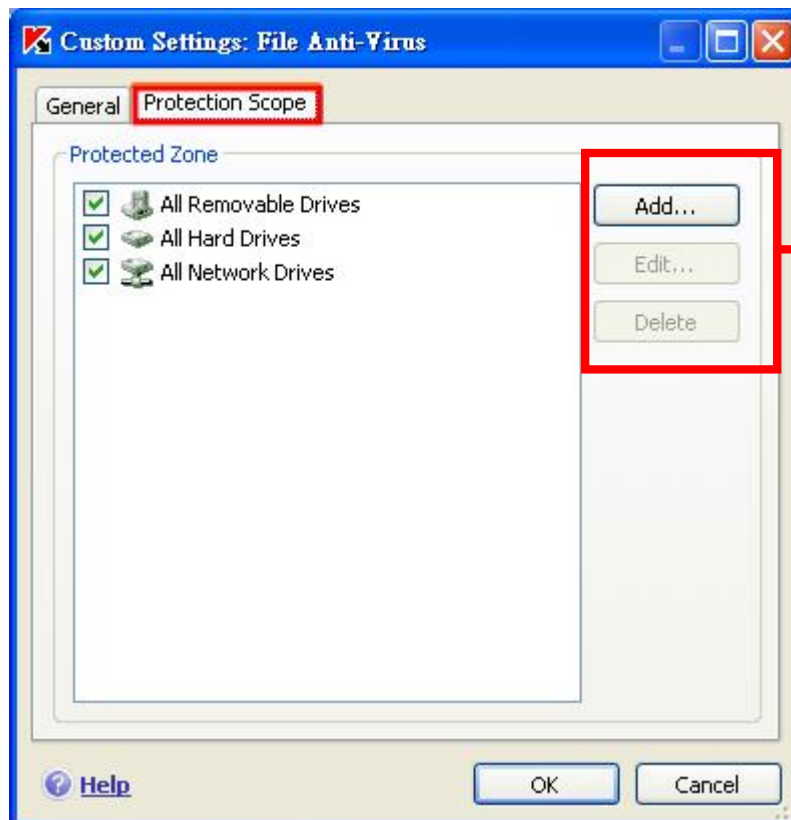 Custom Settings: File Anti-Virus
General Protection Scope
Protected Zone
All Removable Drives
All Hard Drives
All Network Drives
Add...
Edit...
Delete
Help
OK Cancel